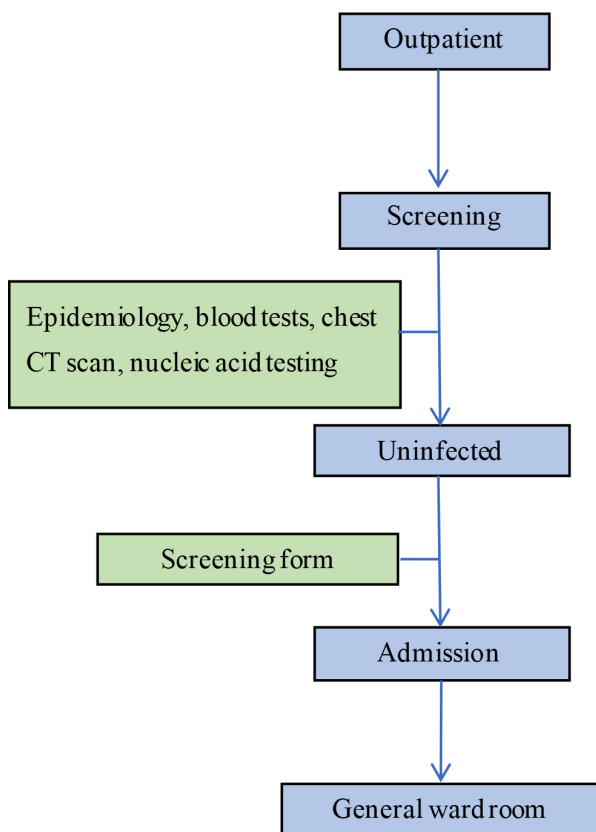 Outpatient
Screening
Epidemiology, blood tests, chest
CT scan, nucleic acid testing
Uninfected
Screening form
Admission
General ward room